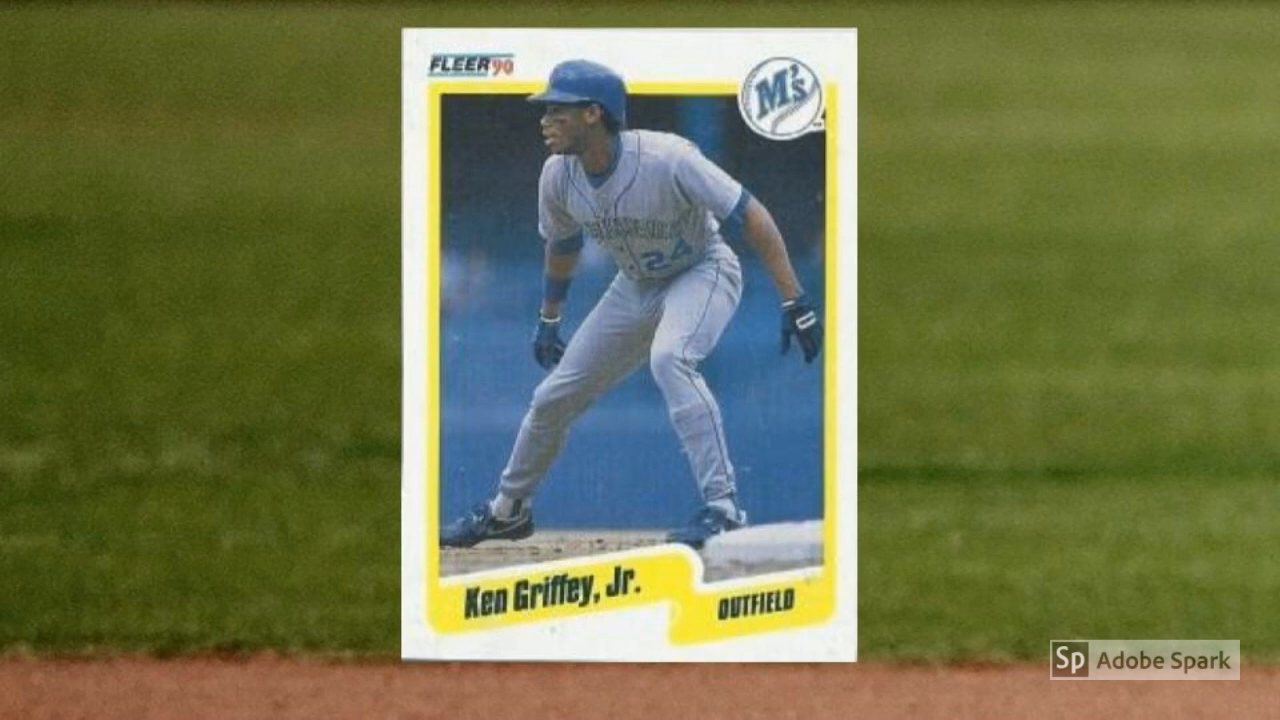 FLEER '90
M's
24
Ken Griffey, Jr.
OUTFIELD
Sp Adobe Spark